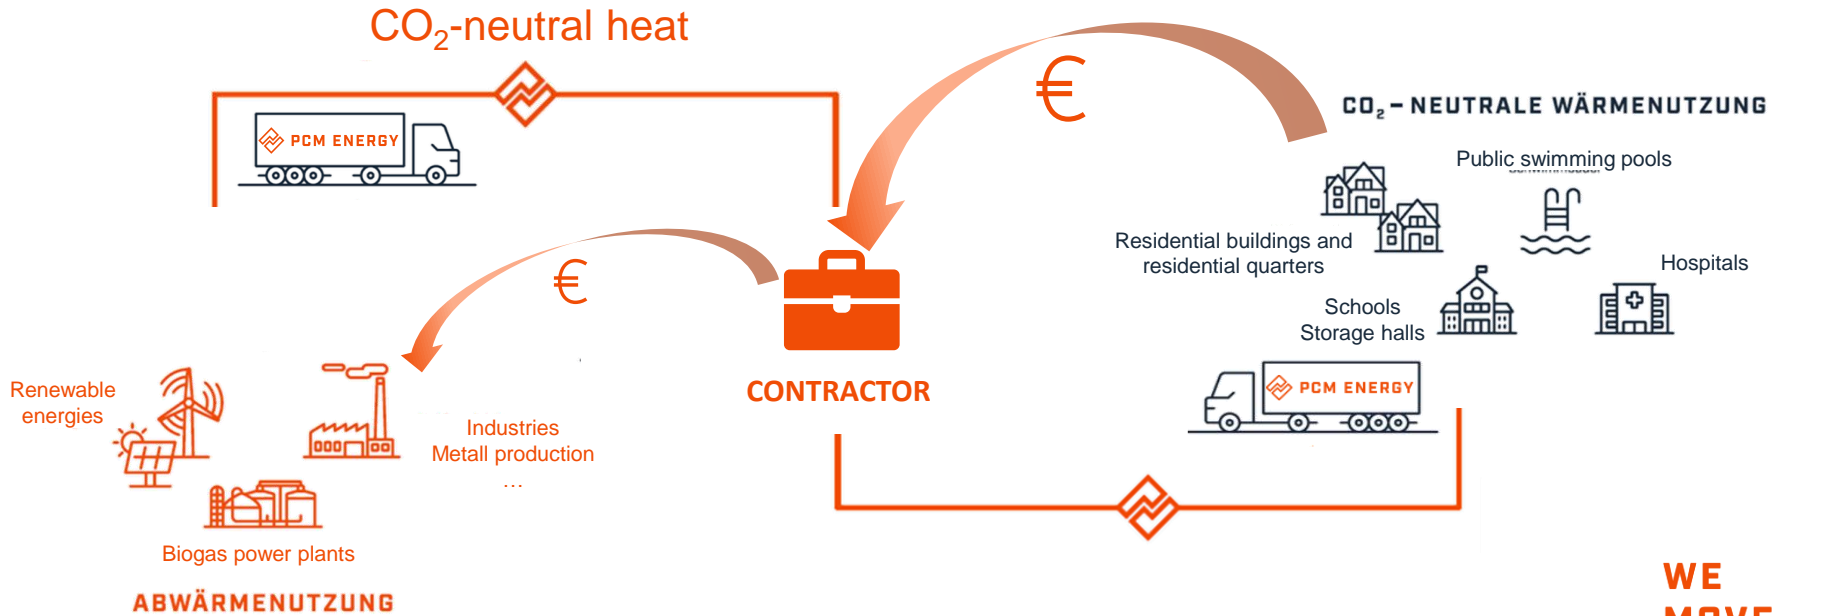 CO₂-neutral heat
PCM ENERGY
€
€
CONTRACTOR
Renewable
energies
Industries
Metall production
...
Biogas power plants
ABWÄRMENUTZUNG
CO₂ – NEUTRALE WÄRMENUTZUNG
Public swimming pools
Residential buildings and
residential quarters
Hospitals
Schools
Storage halls
PCM ENERGY
WE
MOVE